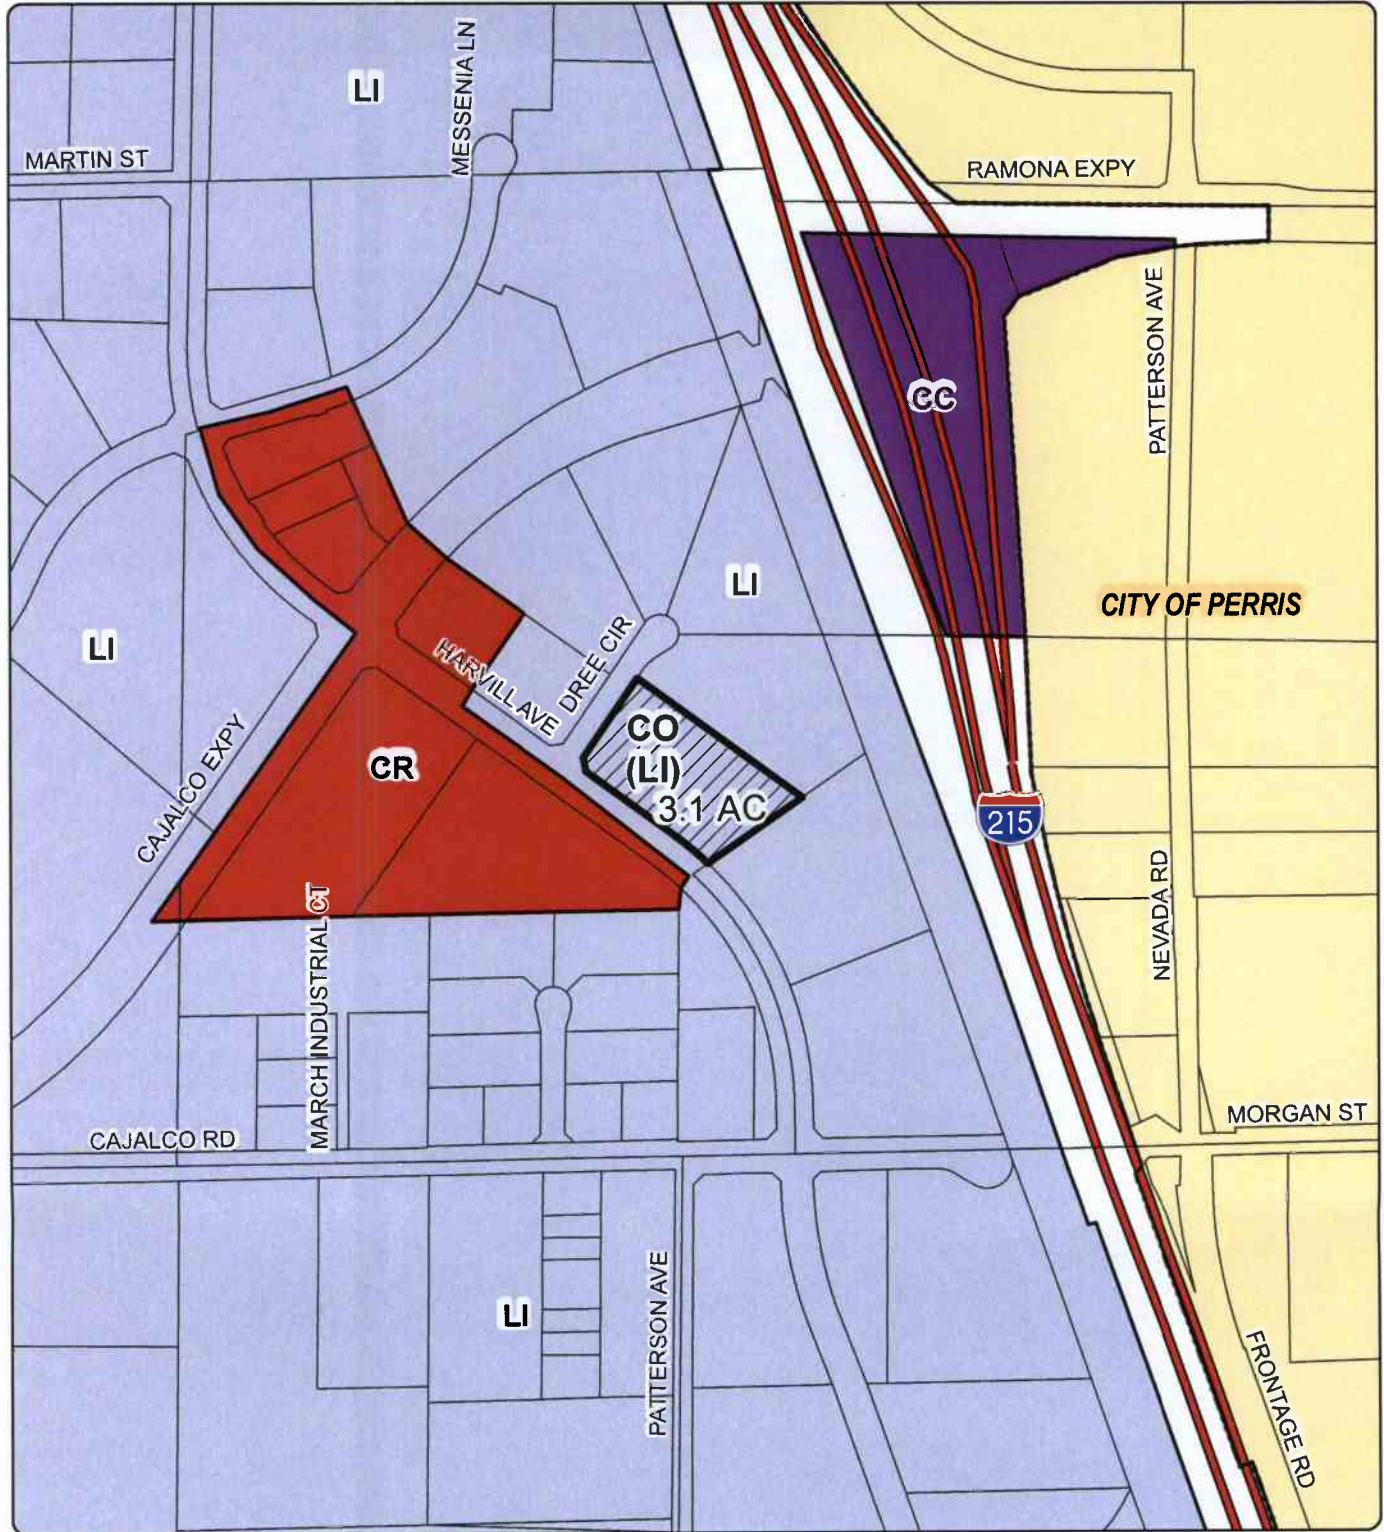 LI
MESSENIA LN
MARTIN ST
RAMONA EXPY
PATTERSON AVE
CC
CITY OF PERRIS
LI
LI
HARVILL AVE
DREE CIR
CO
(LI)
3.1 AC
CR
CAJALCO EXPY
215
NEVADA RD
MARCH INDUSTRIAL CT
MORGAN ST
CAJALCO RD
LI
PATTERSON AVE
FRONTAGE RD